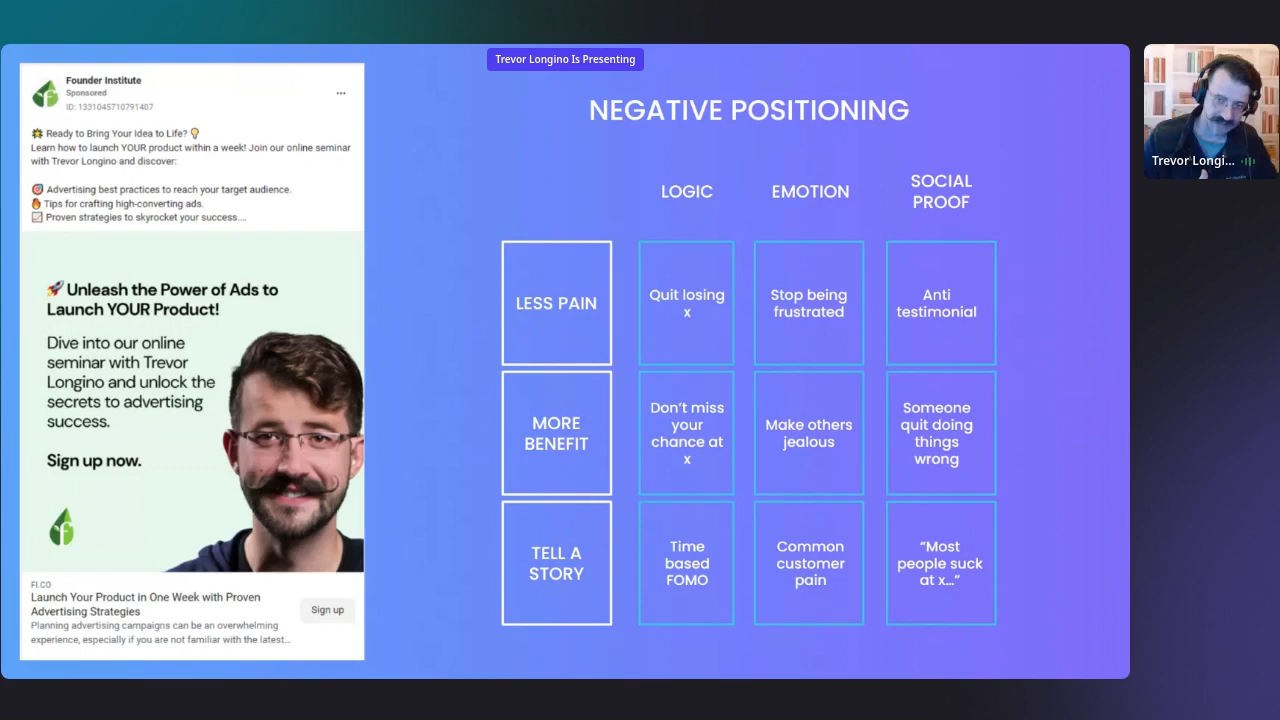 Trevor Longino Is Presenting
Founder Institute
Sponsored
ID: 1331045710791407
...
Ready to Bring Your Idea to Life?
Learn how to launch YOUR product within a week! Join our online seminar
with Trevor Longino and discover:
Advertising best practices to reach your target audience.
Tips for crafting high-converting ads.
Proven strategies to skyrocket your success....
Unleash the Power of Ads to
Launch YOUR Product!
Dive into our online
seminar with Trevor
Longino and unlock the
secrets to advertising
success.
Sign up now.
f
FI.CO
Launch Your Product in One Week with Proven
Advertising Strategies
Sign up
Planning advertising campaigns can be an overwhelming
experience, especially if you are not familiar with the latest...
NEGATIVE POSITIONING
LOGIC
EMOTION
SOCIAL
PROOF
LESS PAIN
Quit losing
x
Stop being
frustrated
Anti
testimonial
MORE
BENEFIT
Don't miss
your
chance at
x
Make others
jealous
Someone
quit doing
things
wrong
TELL A
STORY
Time
based
FOMO
Common
customer
pain
“Most
people suck
at x...”
Trevor Longi...